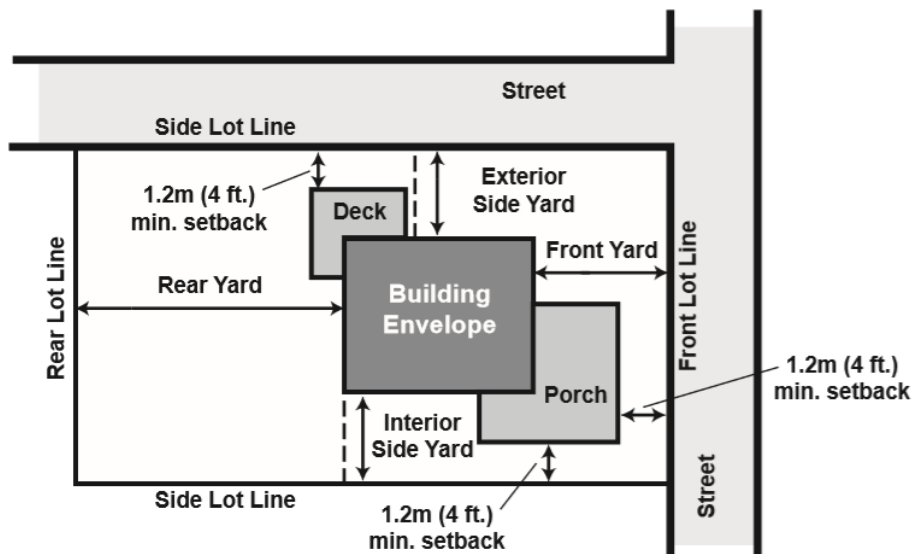 Street
Side Lot Line
1.2m (4 ft.)
min. setback
Deck
Exterior
Side Yard
Rear Lot Line
Rear Yard
Front Yard
Front Lot Line
Building
Envelope
Porch
1.2m (4 ft.)
min. setback
Interior
Side Yard
Street
Side Lot Line
1.2m (4 ft.)
min. setback